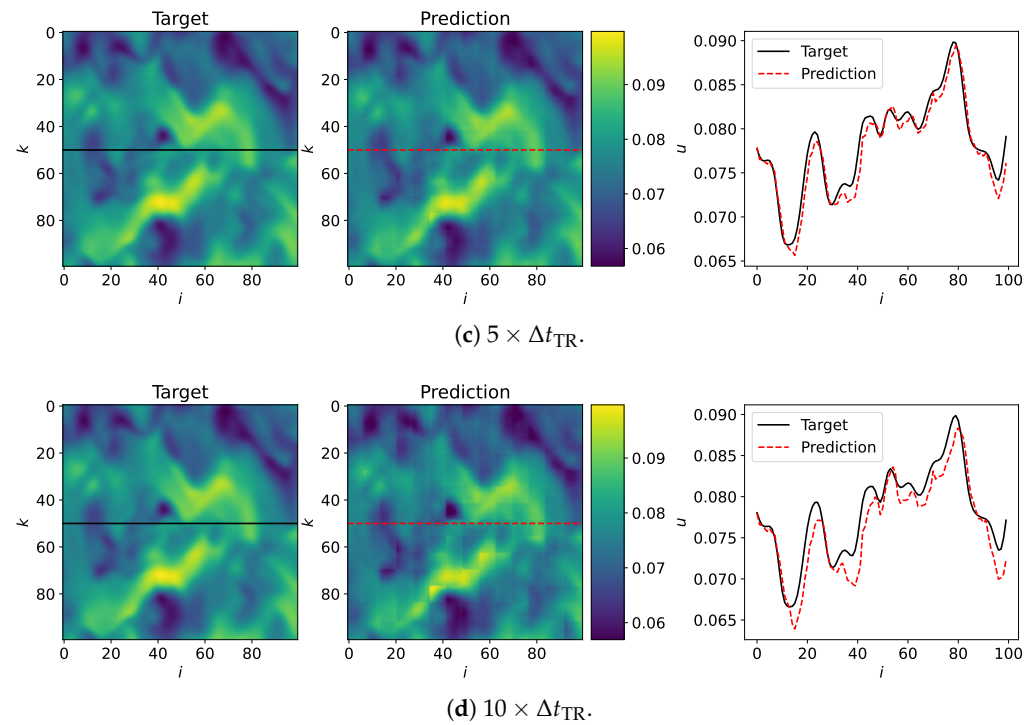 Target
Prediction
0
20
40
60
80
k
0 20 40 60 80
i
k
0 20 40 60 80
i
0.09
0.08
0.07
0.06
Target
Prediction
0.090
0.085
0.080
0.075
0.070
0.065
u
0 20 40 60 80 100
i
(c) 5 × Δt_TR.
Target
Prediction
0
20
40
60
80
k
0 20 40 60 80
i
k
0 20 40 60 80
i
0.09
0.08
0.07
0.06
Target
Prediction
0.090
0.085
0.080
0.075
0.070
0.065
u
0 20 40 60 80 100
i
(d) 10 × Δt_TR.